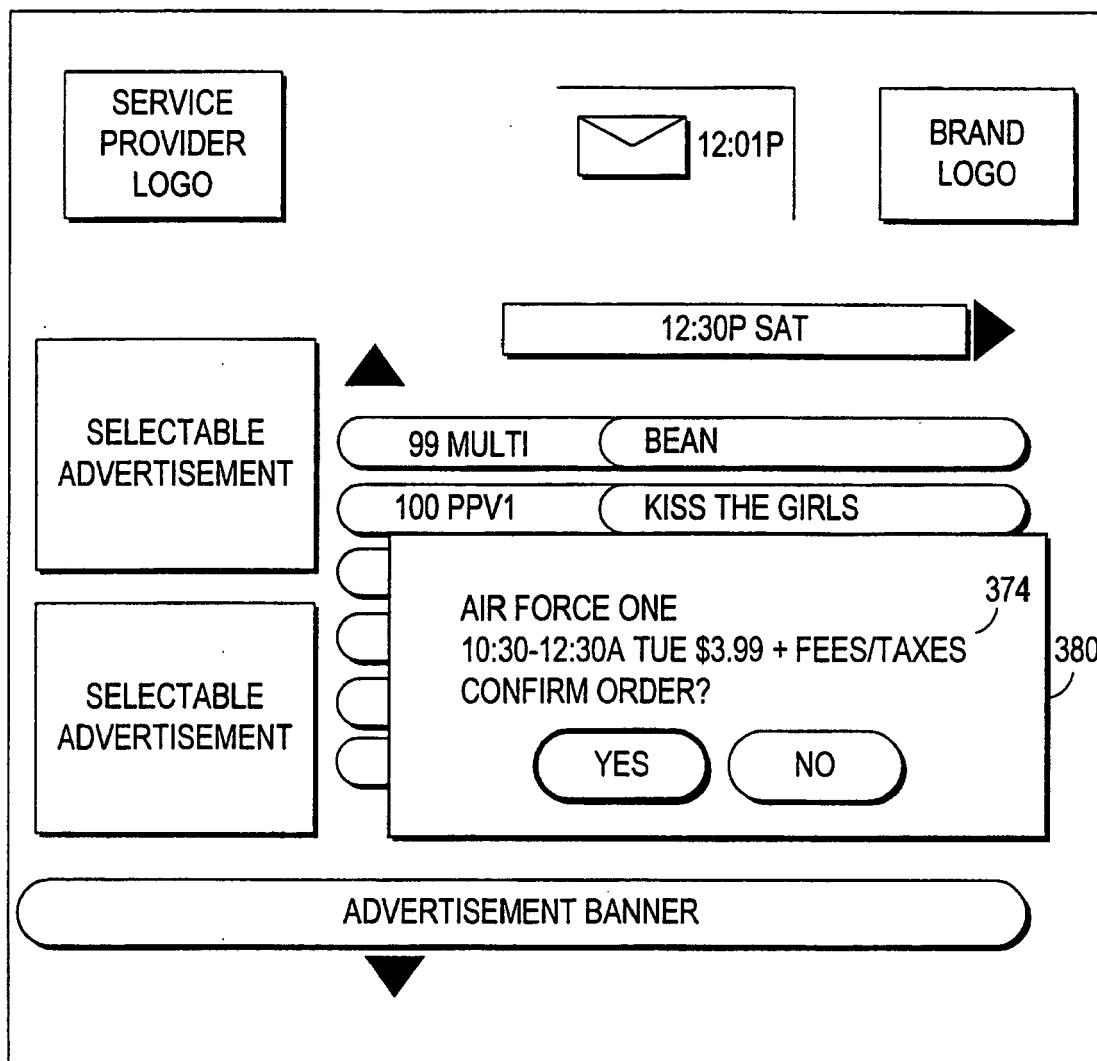 SERVICE
PROVIDER
LOGO
12:01P
BRAND
LOGO
12:30P SAT
SELECTABLE
ADVERTISEMENT
99 MULTI
BEAN
100 PPV1
KISS THE GIRLS
374
AIR FORCE ONE
10:30-12:30A TUE $3.99 + FEES/TAXES
380
CONFIRM ORDER?
YES
NO
SELECTABLE
ADVERTISEMENT
ADVERTISEMENT BANNER